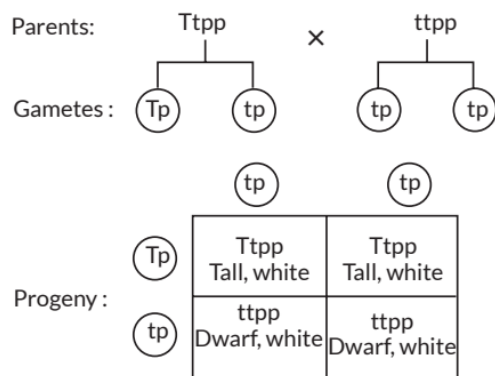 Parents: Ttpp × ttpp
Gametes : Tp tp tp tp
tp tp
Tp Ttpp Ttpp
Tall, white Tall, white
Progeny :
tp ttpp ttpp
Dwarf, white Dwarf, white